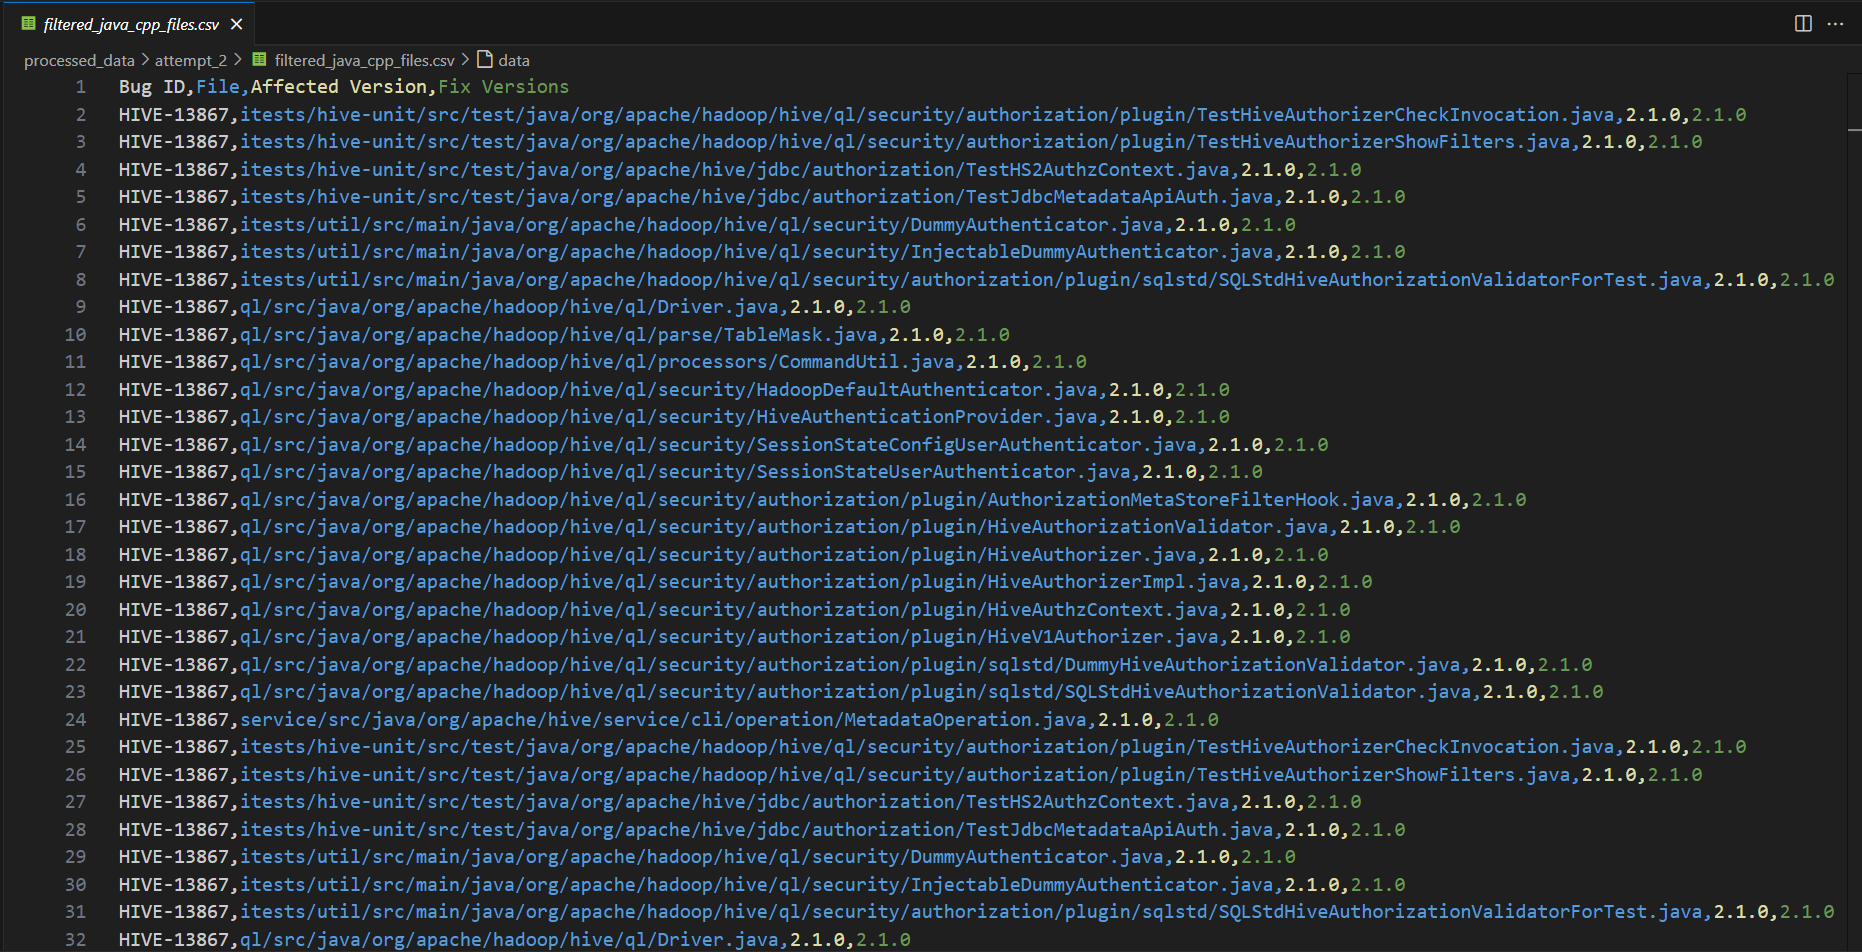 filtered_java_cpp_files.csv
processed_data > attempt_2 > filtered_java_cpp_files.csv > data
1 Bug ID,File,Affected Version,Fix Versions
2 HIVE-13867,itests/hive-unit/src/test/java/org/apache/hadoop/hive/ql/security/authorization/plugin/TestHiveAuthorizerCheckInvocation.java,2.1.0,2.1.0
3 HIVE-13867,itests/hive-unit/src/test/java/org/apache/hadoop/hive/ql/security/authorization/plugin/TestHiveAuthorizerShowFilters.java,2.1.0,2.1.0
4 HIVE-13867,itests/hive-unit/src/test/java/org/apache/hive/jdbc/authorization/TestHS2AuthzContext.java,2.1.0,2.1.0
5 HIVE-13867,itests/hive-unit/src/test/java/org/apache/hive/jdbc/authorization/TestJdbcMetadataApiAuth.java,2.1.0,2.1.0
6 HIVE-13867,itests/util/src/main/java/org/apache/hadoop/hive/ql/security/DummyAuthenticator.java,2.1.0,2.1.0
7 HIVE-13867,itests/util/src/main/java/org/apache/hadoop/hive/ql/security/InjectableDummyAuthenticator.java,2.1.0,2.1.0
8 HIVE-13867,itests/util/src/main/java/org/apache/hadoop/hive/ql/security/authorization/plugin/sqlstd/SQLStdHiveAuthorizationValidatorForTest.java,2.1.0,2.1.0
9 HIVE-13867,ql/src/java/org/apache/hadoop/hive/ql/Driver.java,2.1.0,2.1.0
10 HIVE-13867,ql/src/java/org/apache/hadoop/hive/ql/parse/TableMask.java,2.1.0,2.1.0
11 HIVE-13867,ql/src/java/org/apache/hadoop/hive/ql/processors/CommandUtil.java,2.1.0,2.1.0
12 HIVE-13867,ql/src/java/org/apache/hadoop/hive/ql/security/HadoopDefaultAuthenticator.java,2.1.0,2.1.0
13 HIVE-13867,ql/src/java/org/apache/hadoop/hive/ql/security/HiveAuthenticationProvider.java,2.1.0,2.1.0
14 HIVE-13867,ql/src/java/org/apache/hadoop/hive/ql/security/SessionStateConfigUserAuthenticator.java,2.1.0,2.1.0
15 HIVE-13867,ql/src/java/org/apache/hadoop/hive/ql/security/SessionStateUserAuthenticator.java,2.1.0,2.1.0
16 HIVE-13867,ql/src/java/org/apache/hadoop/hive/ql/security/authorization/plugin/AuthorizationMetaStoreFilterHook.java,2.1.0,2.1.0
17 HIVE-13867,ql/src/java/org/apache/hadoop/hive/ql/security/authorization/plugin/HiveAuthorizationValidator.java,2.1.0,2.1.0
18 HIVE-13867,ql/src/java/org/apache/hadoop/hive/ql/security/authorization/plugin/HiveAuthorizer.java,2.1.0,2.1.0
19 HIVE-13867,ql/src/java/org/apache/hadoop/hive/ql/security/authorization/plugin/HiveAuthorizerImpl.java,2.1.0,2.1.0
20 HIVE-13867,ql/src/java/org/apache/hadoop/hive/ql/security/authorization/plugin/HiveAuthzContext.java,2.1.0,2.1.0
21 HIVE-13867,ql/src/java/org/apache/hadoop/hive/ql/security/authorization/plugin/HiveV1Authorizer.java,2.1.0,2.1.0
22 HIVE-13867,ql/src/java/org/apache/hadoop/hive/ql/security/authorization/plugin/sqlstd/DummyHiveAuthorizationValidator.java,2.1.0,2.1.0
23 HIVE-13867,ql/src/java/org/apache/hadoop/hive/ql/security/authorization/plugin/sqlstd/SQLStdHiveAuthorizationValidator.java,2.1.0,2.1.0
24 HIVE-13867,service/src/java/org/apache/hive/service/cli/operation/MetadataOperation.java,2.1.0,2.1.0
25 HIVE-13867,itests/hive-unit/src/test/java/org/apache/hadoop/hive/ql/security/authorization/plugin/TestHiveAuthorizerCheckInvocation.java,2.1.0,2.1.0
26 HIVE-13867,itests/hive-unit/src/test/java/org/apache/hadoop/hive/ql/security/authorization/plugin/TestHiveAuthorizerShowFilters.java,2.1.0,2.1.0
27 HIVE-13867,itests/hive-unit/src/test/java/org/apache/hive/jdbc/authorization/TestHS2AuthzContext.java,2.1.0,2.1.0
28 HIVE-13867,itests/hive-unit/src/test/java/org/apache/hive/jdbc/authorization/TestJdbcMetadataApiAuth.java,2.1.0,2.1.0
29 HIVE-13867,itests/util/src/main/java/org/apache/hadoop/hive/ql/security/DummyAuthenticator.java,2.1.0,2.1.0
30 HIVE-13867,itests/util/src/main/java/org/apache/hadoop/hive/ql/security/InjectableDummyAuthenticator.java,2.1.0,2.1.0
31 HIVE-13867,itests/util/src/main/java/org/apache/hadoop/hive/ql/security/authorization/plugin/sqlstd/SQLStdHiveAuthorizationValidatorForTest.java,2.1.0,2.1.0
32 HIVE-13867,ql/src/java/org/apache/hadoop/hive/ql/Driver.java,2.1.0,2.1.0